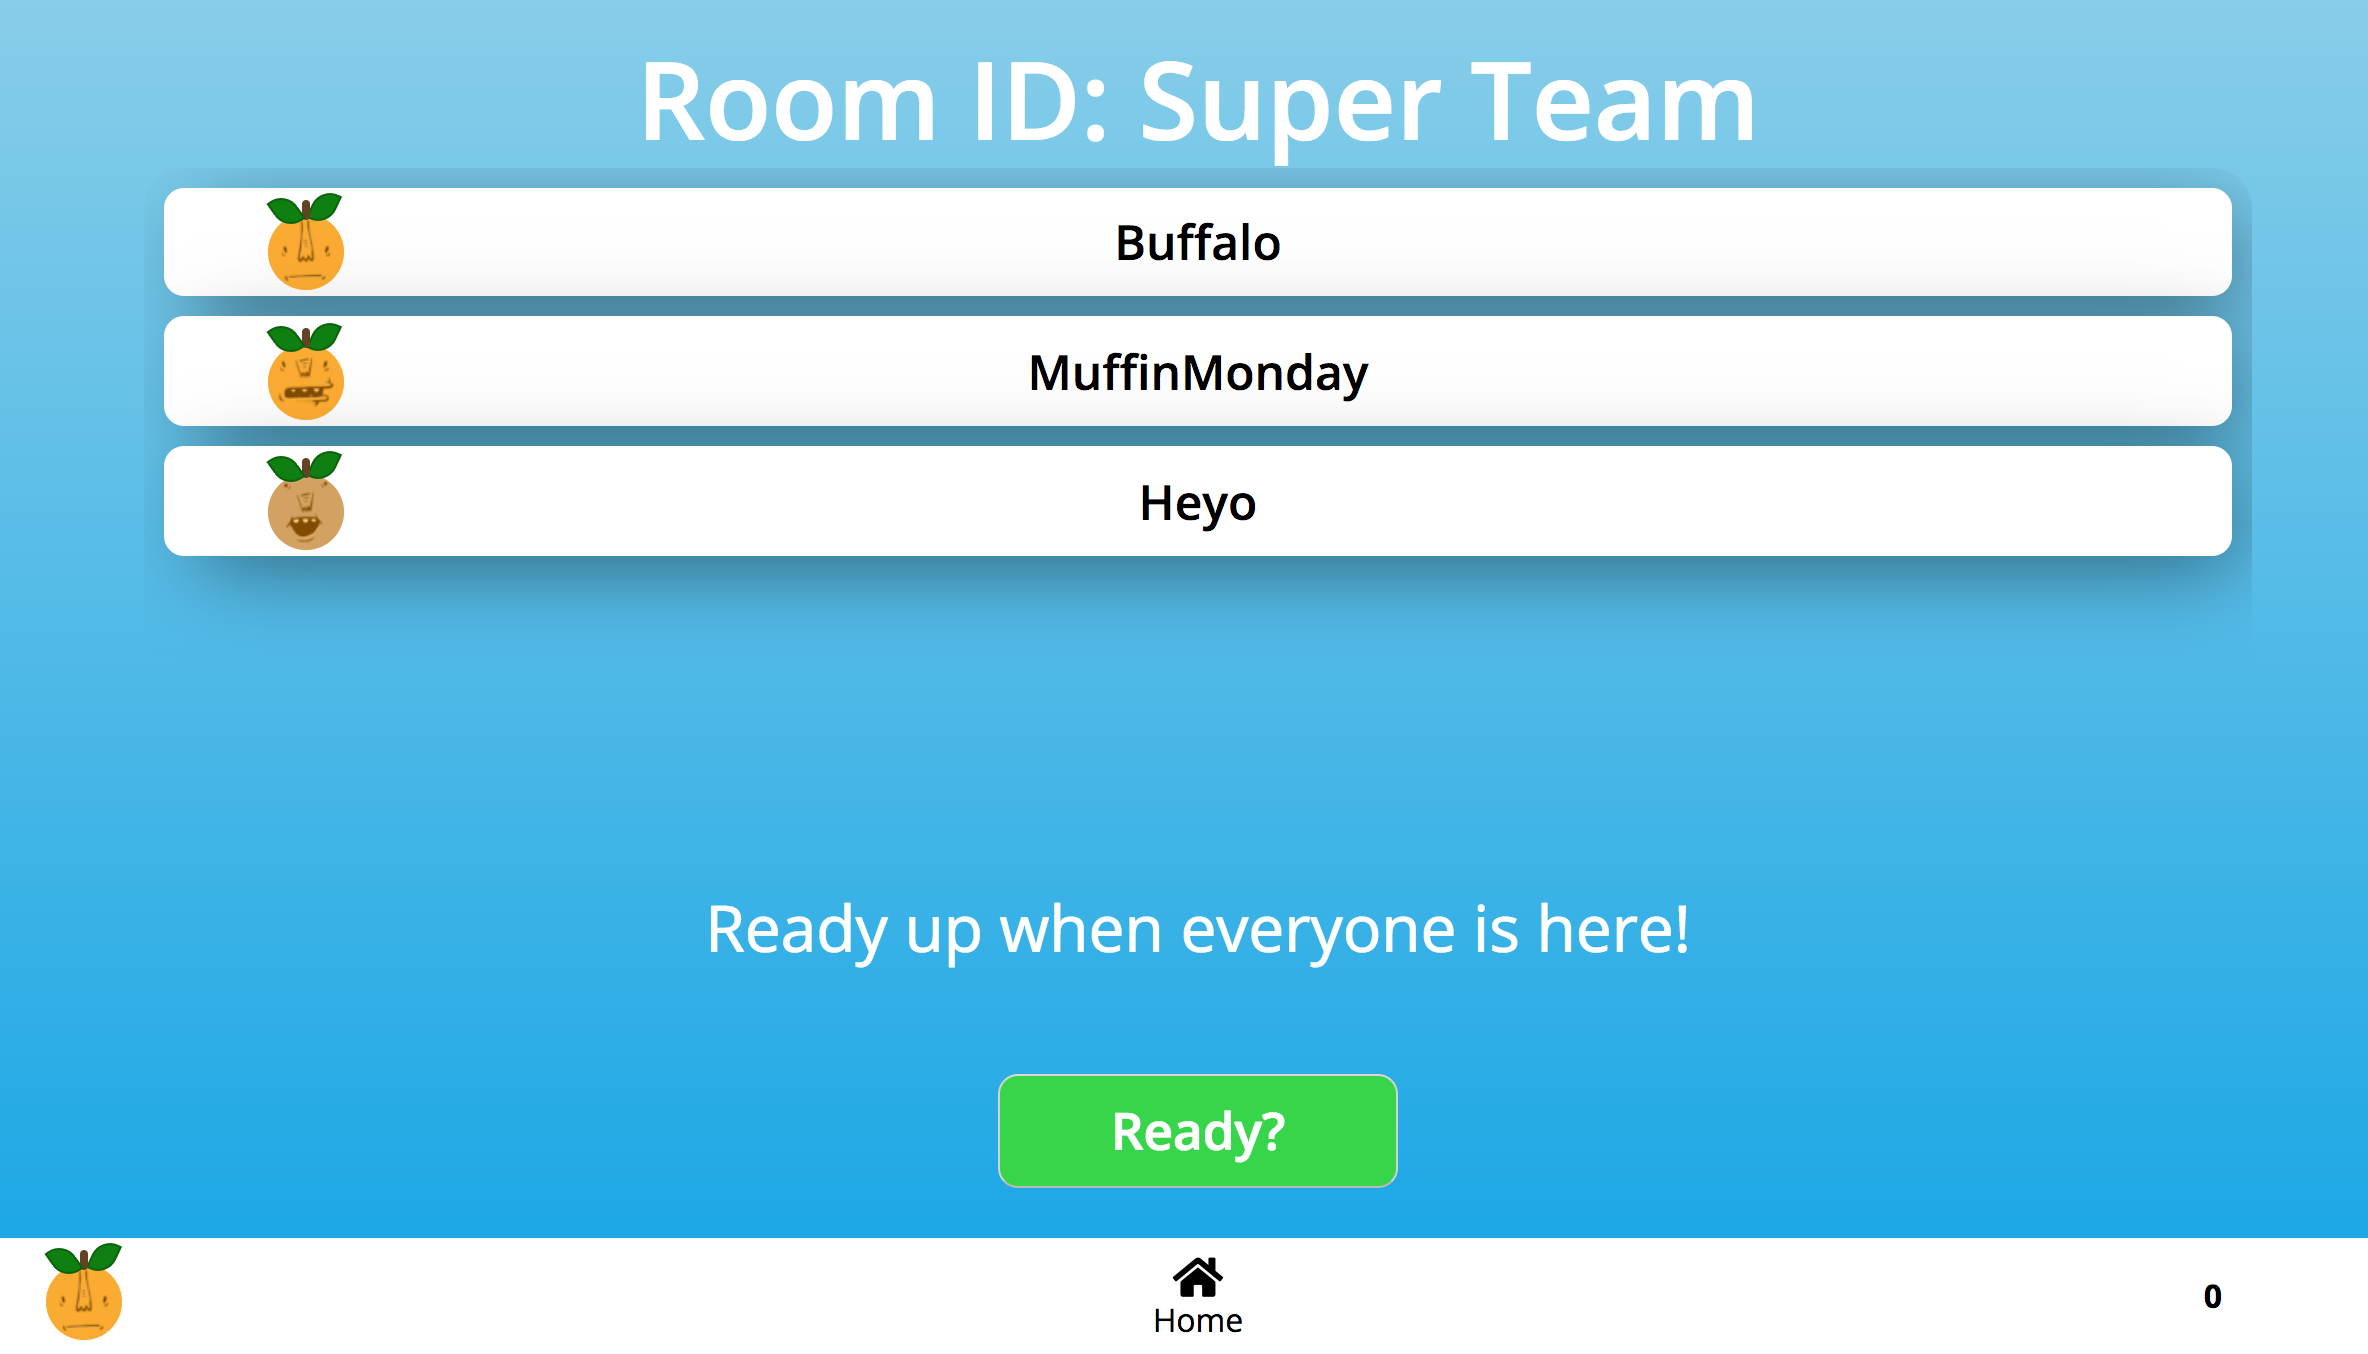 Room ID: Super Team
Buffalo
MuffinMonday
Heyo
Ready up when everyone is here!
Ready?
Home
0